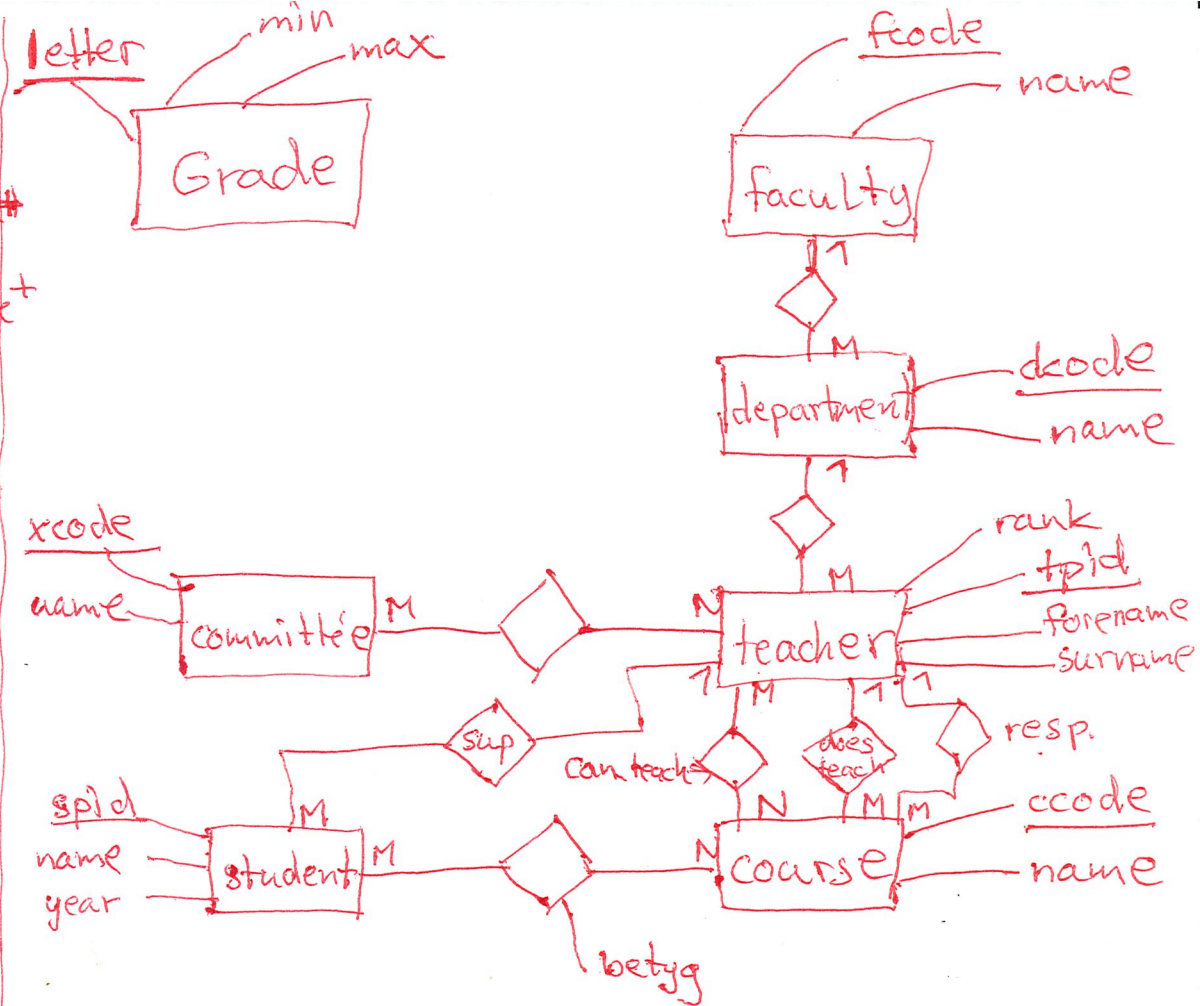 letter
min
max
Grade
fcode
name
faculty
1
M
department
dcode
name
1
M
rank
tpid
forename
surname
teacher
xcode
name
committée
M
N
1
M
1
1
sup
can teach
does
teach
resp.
M
N
M
M
spid
name
year
student
M
N
course
ccode
name
betyg